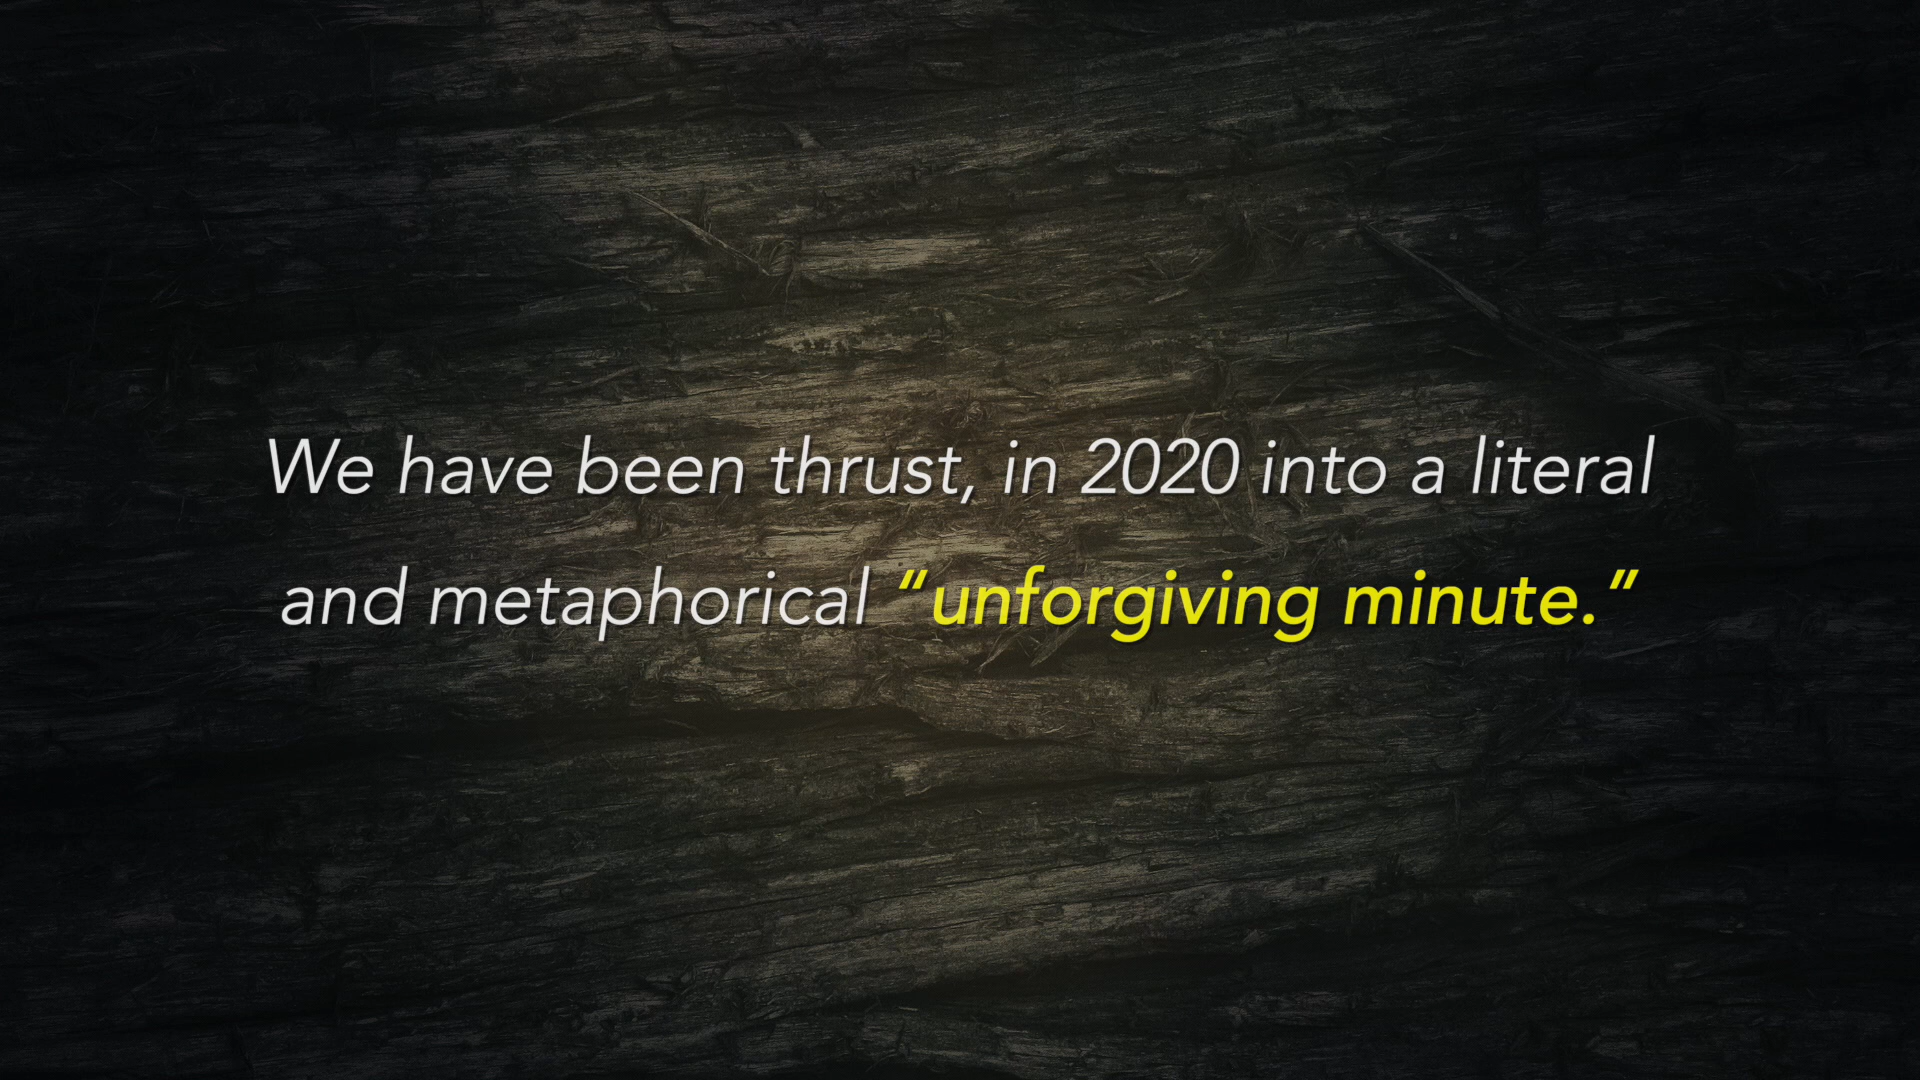 We have been thrust, in 2020 into a literal
and metaphorical “unforgiving minute.”